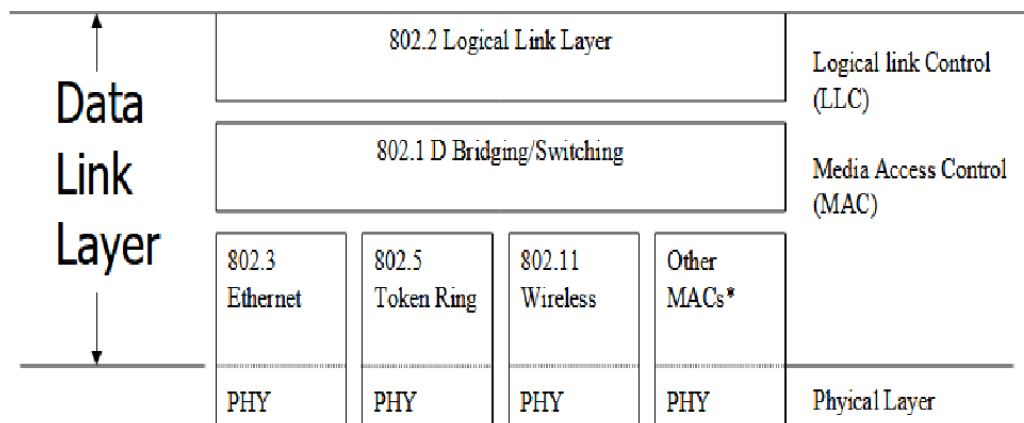 802.2 Logical Link Layer
Logical link Control
(LLC)
Data
Link
Layer
802.1 D Bridging/Switching
Media Access Control
(MAC)
802.3
Ethernet
802.5
Token Ring
802.11
Wireless
Other
MACs*
PHY
PHY
PHY
PHY
Phyical Layer